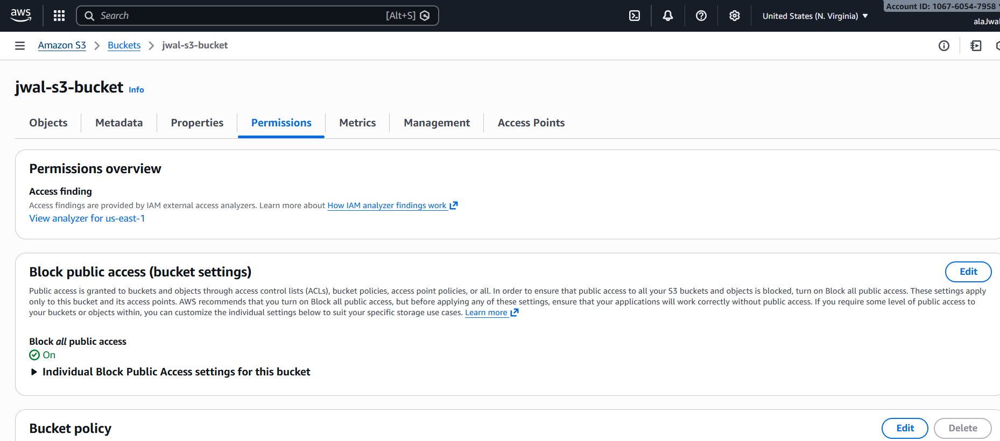 aws
Search [Alt+S]
United States (N. Virginia)
Account ID: 1067-6054-7958
Amazon S3 > Buckets > jwal-s3-bucket
jwal-s3-bucket Info
Objects Metadata Properties Permissions Metrics Management Access Points
Permissions overview
Access finding
Access findings are provided by IAM external access analyzers. Learn more about How IAM analyzer findings work
View analyzer for us-east-1
Block public access (bucket settings)
Edit
Public access is granted to buckets and objects through access control lists (ACLs), bucket policies, access point policies, or all. In order to ensure that public access to all your S3 buckets and objects is blocked, turn on Block all public access. These settings apply
only to this bucket and its access points. AWS recommends that you turn on Block all public access, but before applying any of these settings, ensure that your applications will work correctly without public access. If you require some level of public access to
your buckets or objects within, you can customize the individual settings below to suit your specific storage use cases. Learn more
Block all public access
On
Individual Block Public Access settings for this bucket
Bucket policy
Edit Delete